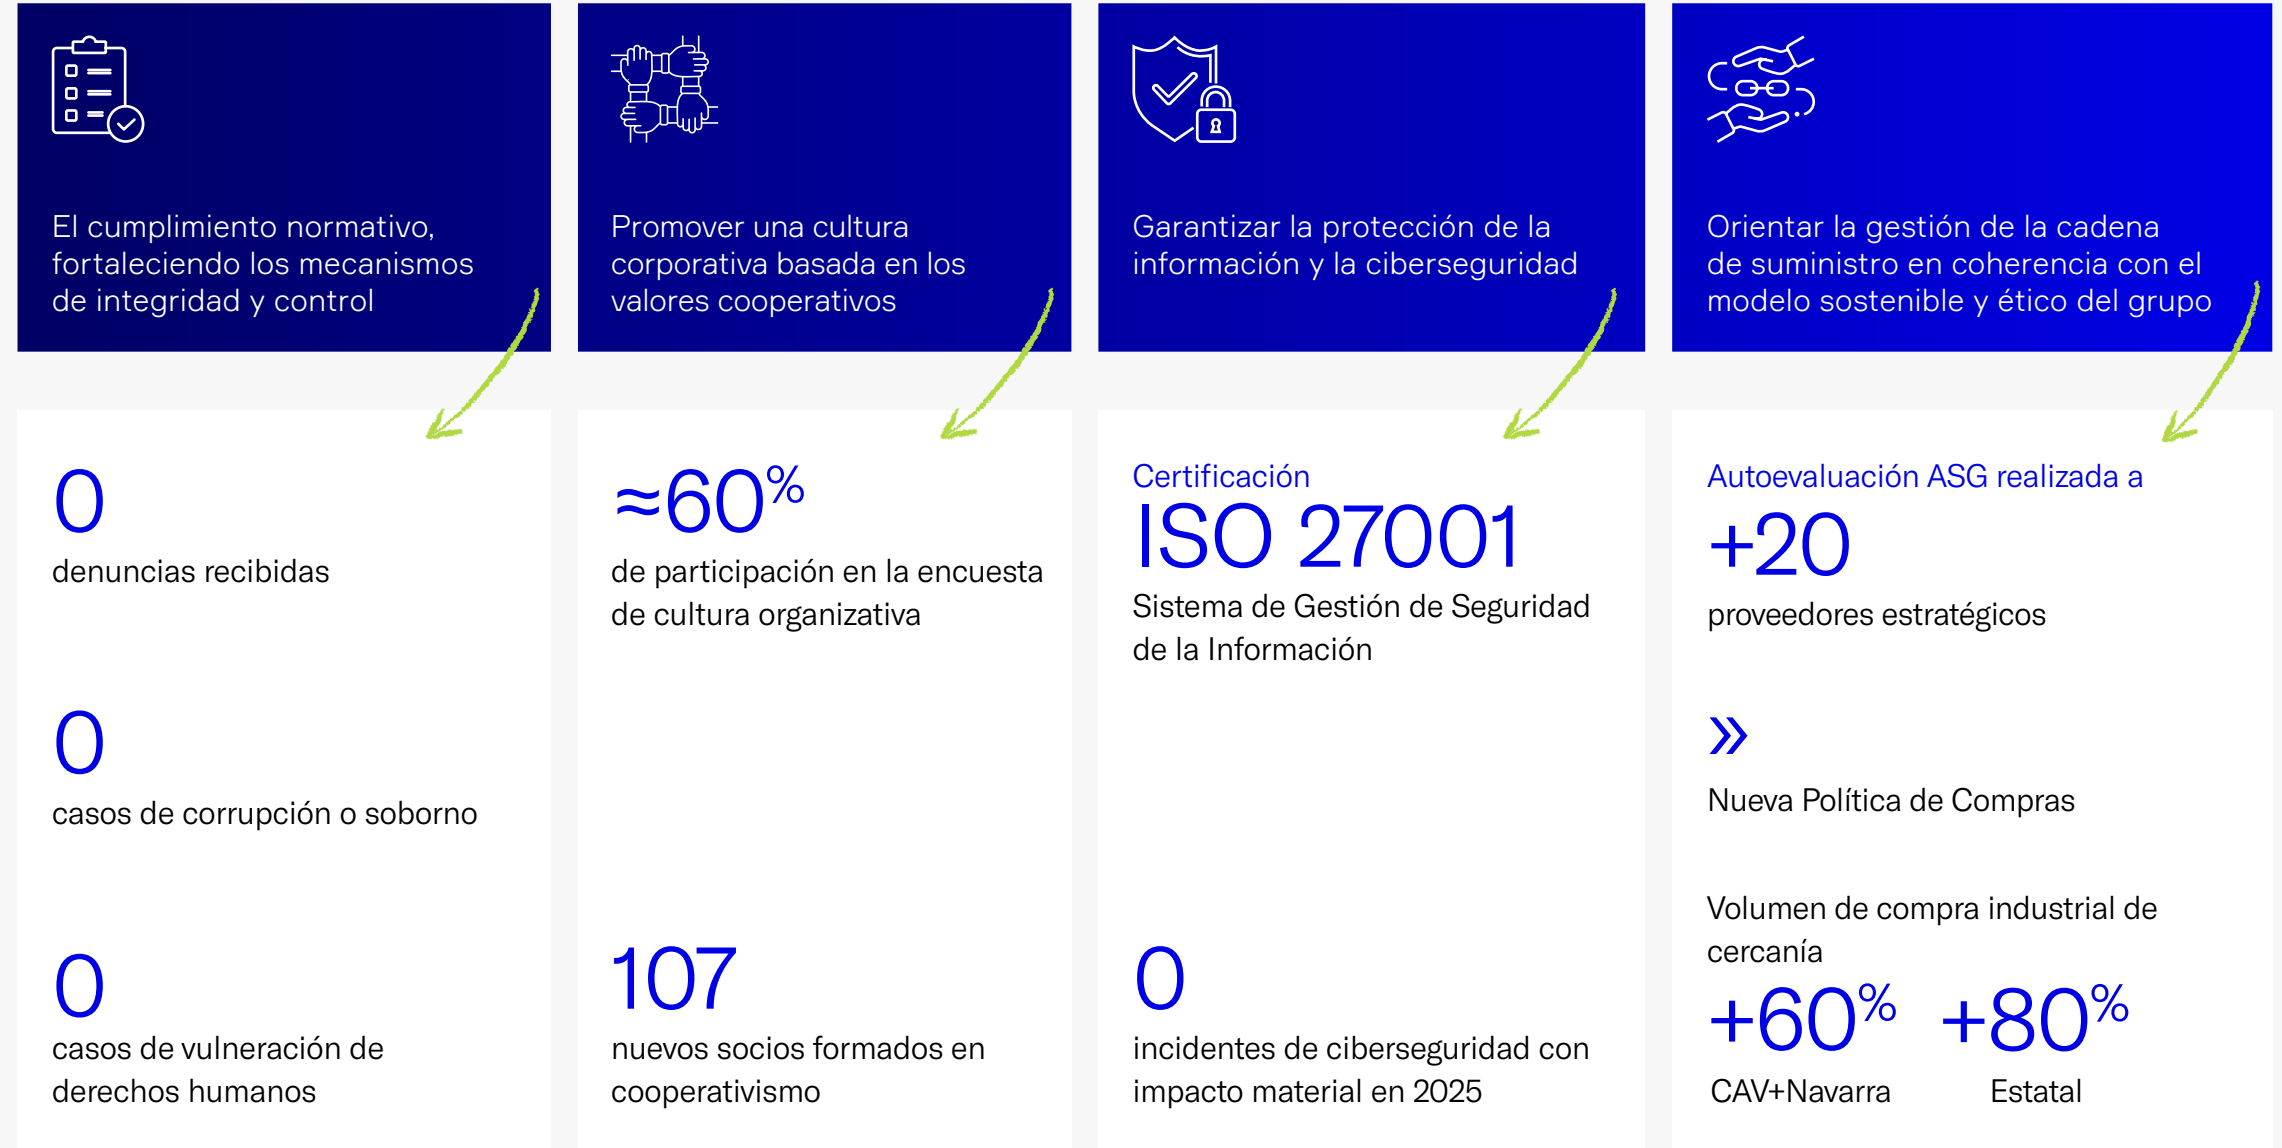 El cumplimiento normativo,
fortaleciendo los mecanismos
de integridad y control
Promover una cultura
corporativa basada en los
valores cooperativos
Garantizar la protección de la
información y la ciberseguridad
Orientar la gestión de la cadena
de suministro en coherencia con el
modelo sostenible y ético del grupo
0
denuncias recibidas
0
casos de corrupción o soborno
0
casos de vulneración de
derechos humanos
≈60%
de participación en la encuesta
de cultura organizativa
107
nuevos socios formados en
cooperativismo
Certificación
ISO 27001
Sistema de Gestión de Seguridad
de la Información
0
incidentes de ciberseguridad con
impacto material en 2025
Autoevaluación ASG realizada a
+20
proveedores estratégicos
»
Nueva Política de Compras
Volumen de compra industrial de
cercanía
+60% +80%
CAV+Navarra Estatal